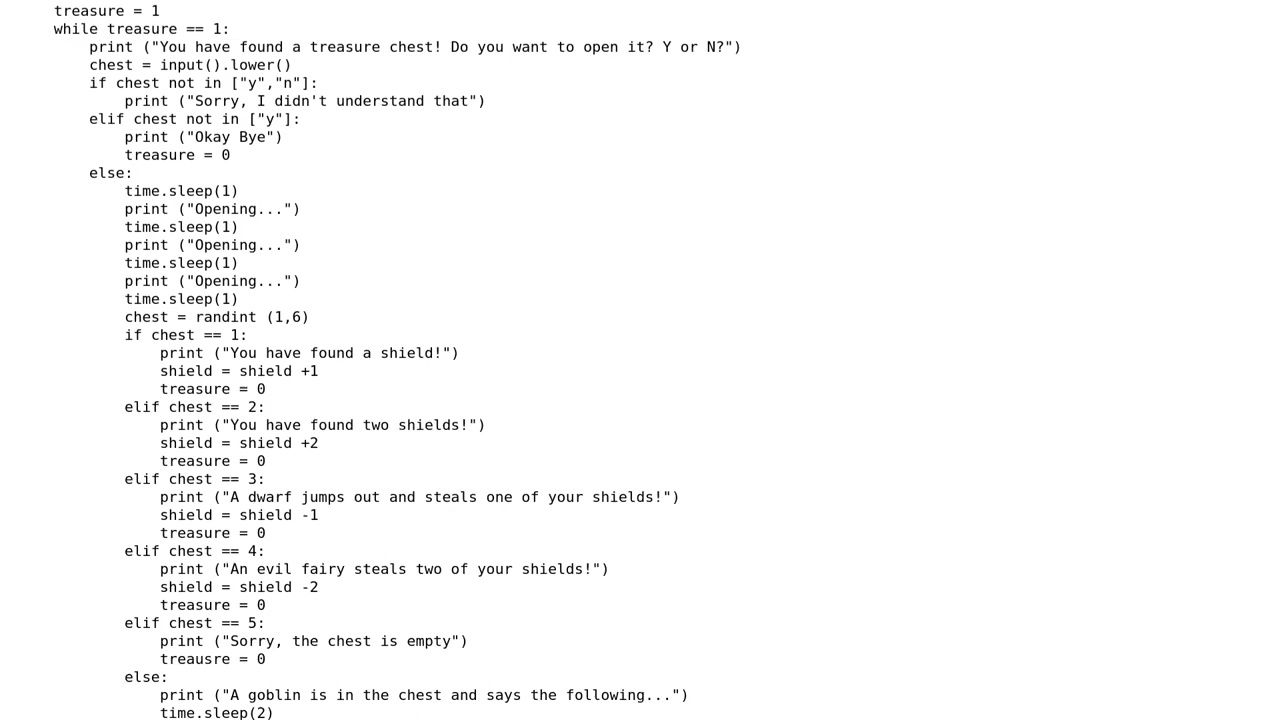 treasure = 1
while treasure == 1:
    print ("You have found a treasure chest! Do you want to open it? Y or N?")
    chest = input().lower()
    if chest not in ["y","n"]:
        print ("Sorry, I didn't understand that")
    elif chest not in ["y"]:
        print ("Okay Bye")
        treasure = 0
    else:
        time.sleep(1)
        print ("Opening...")
        time.sleep(1)
        print ("Opening...")
        time.sleep(1)
        print ("Opening...")
        time.sleep(1)
        chest = randint (1,6)
        if chest == 1:
            print ("You have found a shield!")
            shield = shield +1
            treasure = 0
        elif chest == 2:
            print ("You have found two shields!")
            shield = shield +2
            treasure = 0
        elif chest == 3:
            print ("A dwarf jumps out and steals one of your shields!")
            shield = shield -1
            treasure = 0
        elif chest == 4:
            print ("An evil fairy steals two of your shields!")
            shield = shield -2
            treasure = 0
        elif chest == 5:
            print ("Sorry, the chest is empty")
            treausre = 0
        else:
            print ("A goblin is in the chest and says the following...")
            time.sleep(2)